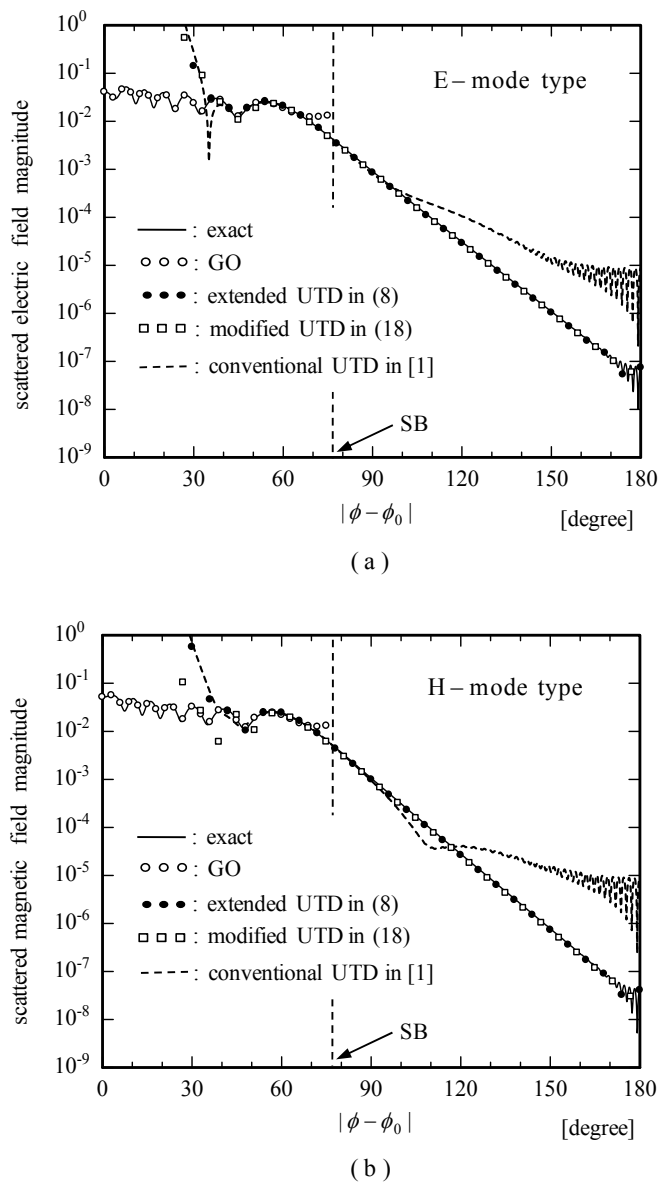 10^0
10^-1
10^-2
10^-3
10^-4
10^-5
10^-6
10^-7
10^-8
10^-9
scattered electric field magnitude
E – mode type
: exact
: GO
: extended UTD in (8)
: modified UTD in (18)
: conventional UTD in [1]
SB
0 30 60 90 120 150 180
|ϕ − ϕ_0| [degree]
( a )
10^0
10^-1
10^-2
10^-3
10^-4
10^-5
10^-6
10^-7
10^-8
10^-9
scattered magnetic field magnitude
H – mode type
: exact
: GO
: extended UTD in (8)
: modified UTD in (18)
: conventional UTD in [1]
SB
0 30 60 90 120 150 180
|ϕ − ϕ_0| [degree]
( b )